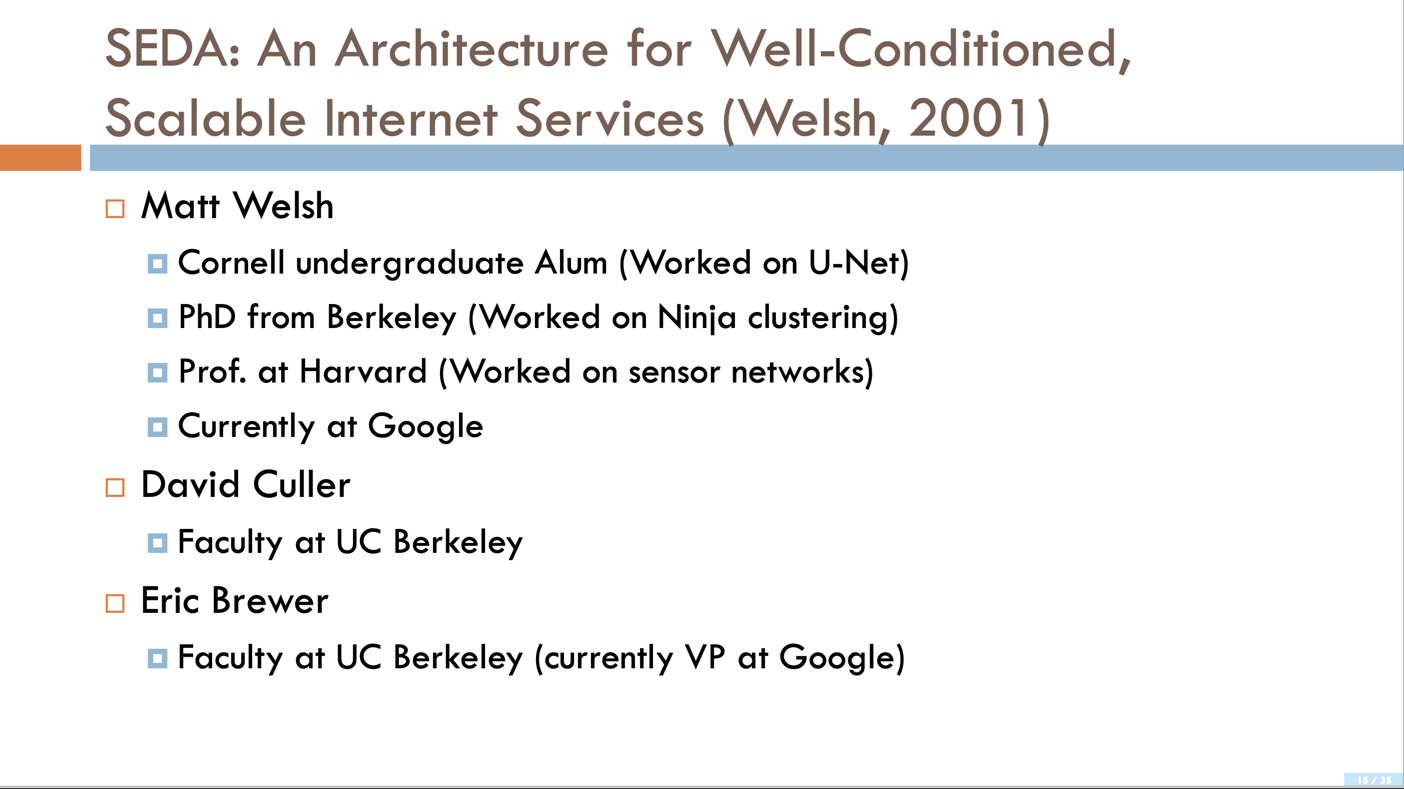 SEDA: An Architecture for Well-Conditioned,
Scalable Internet Services (Welsh, 2001)
Matt Welsh
Cornell undergraduate Alum (Worked on U-Net)
PhD from Berkeley (Worked on Ninja clustering)
Prof. at Harvard (Worked on sensor networks)
Currently at Google
David Culler
Faculty at UC Berkeley
Eric Brewer
Faculty at UC Berkeley (currently VP at Google)
15 / 35